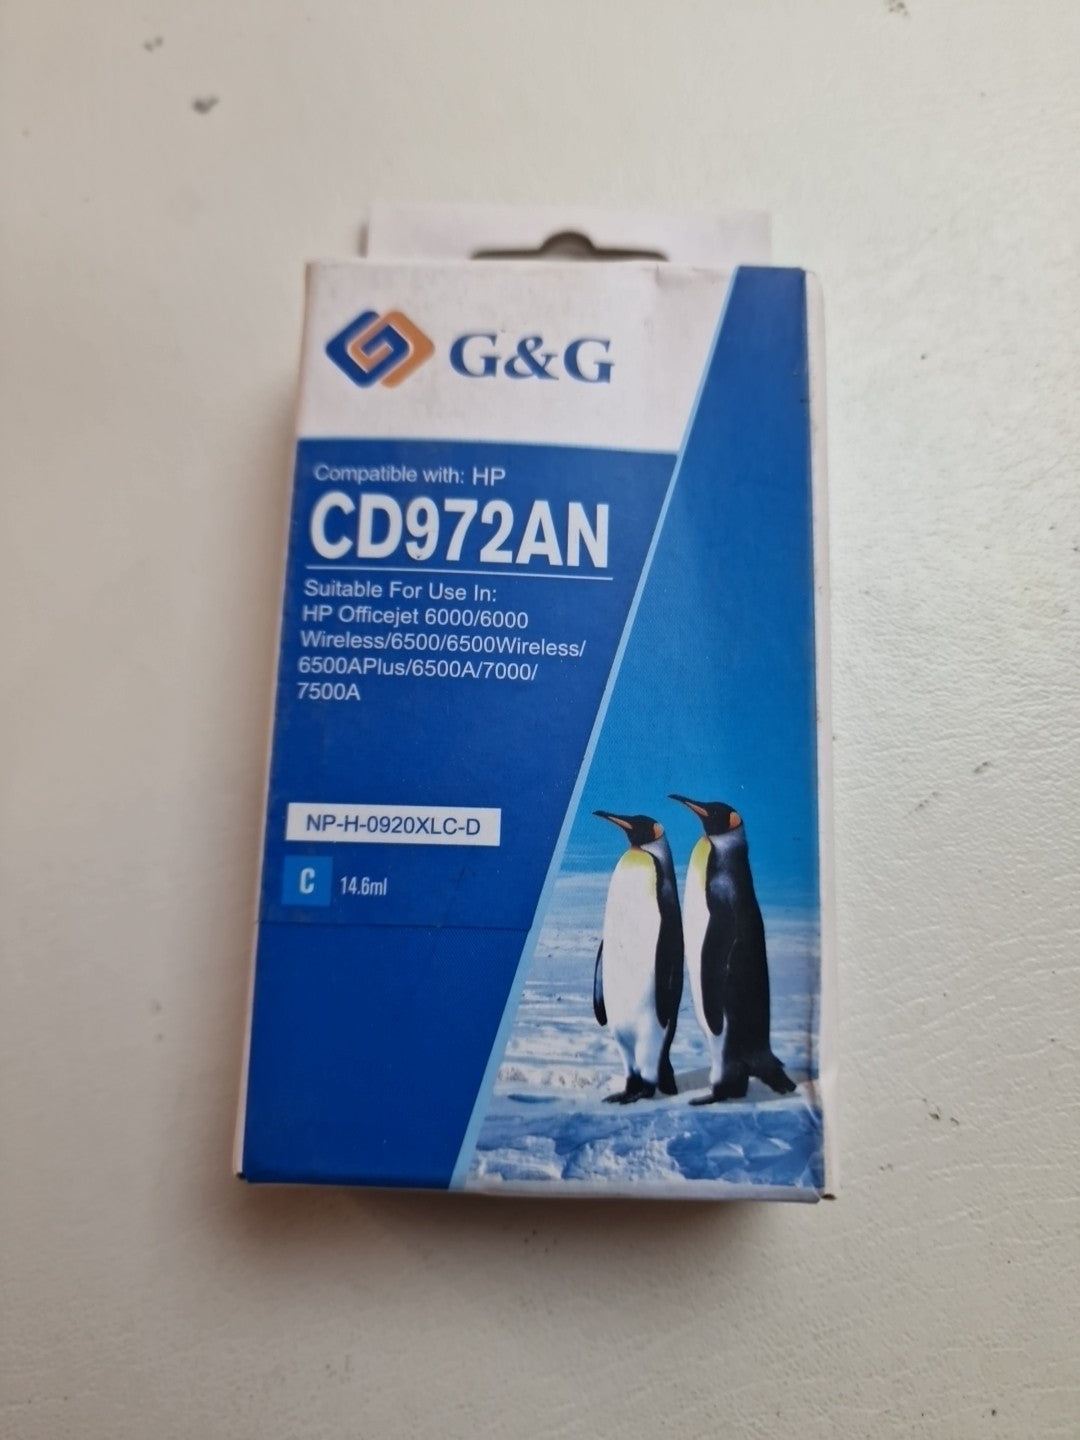 G&G
Compatible with: HP
CD972AN
Suitable For Use In:
HP Officejet 6000/6000
Wireless/6500/6500Wireless/
6500APlus/6500A/7000/
7500A
NP-H-0920XLC-D
C 14.6ml